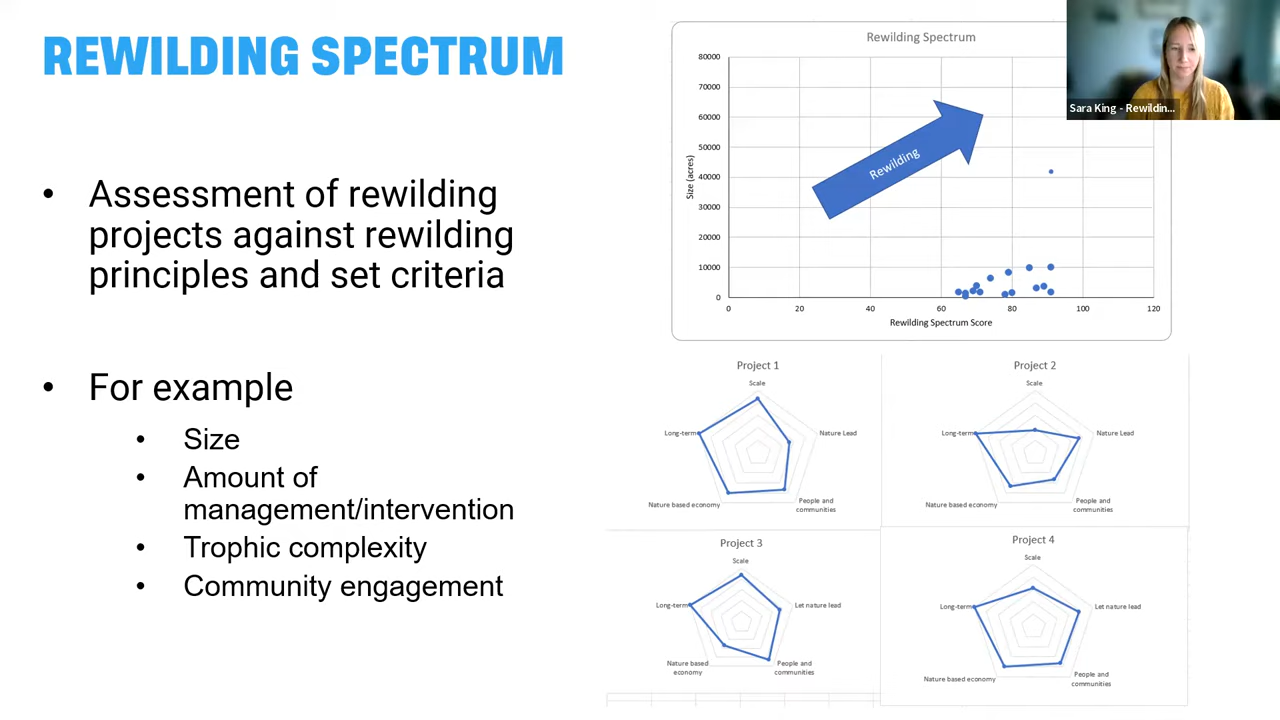 REWILDING SPECTRUM
• Assessment of rewilding
projects against rewilding
principles and set criteria
• For example
• Size
• Amount of
management/intervention
• Trophic complexity
• Community engagement
Rewilding Spectrum
80000
70000
60000
50000
40000
30000
20000
10000
0
Size (acres)
Rewilding
0 20 40 60 80 100 120
Rewilding Spectrum Score
Sara King - Rewildin...
Project 1
Scale
Long-term
Nature Lead
Nature based economy
People and
communities
Project 2
Scale
Long-term
Nature Lead
Nature based economy
People and
communities
Project 3
Scale
Long-term
Let nature lead
Nature based
economy
People and
communities
Project 4
Scale
Long-term
Let nature lead
Nature based economy
People and
communities